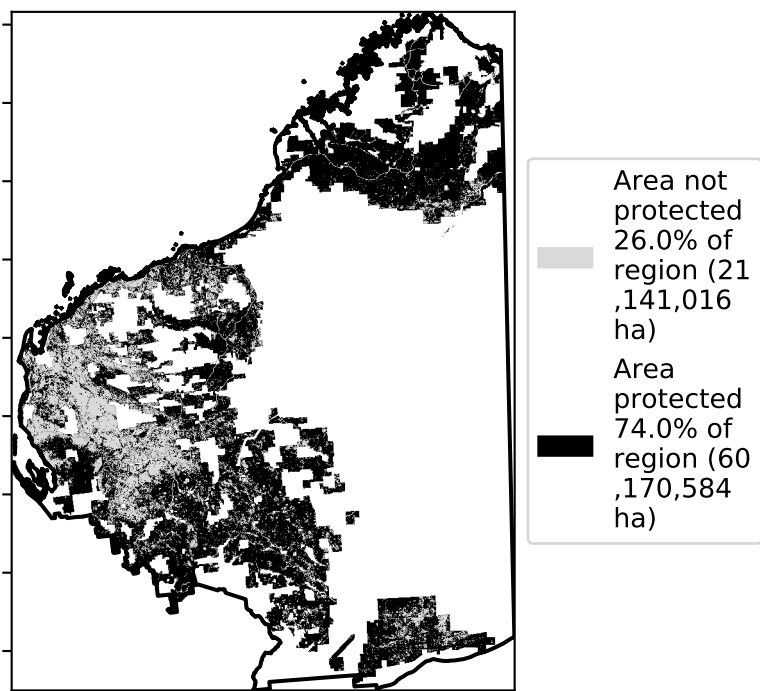 Area not
protected
26.0% of
region (21
,141,016
ha)
Area
protected
74.0% of
region (60
,170,584
ha)